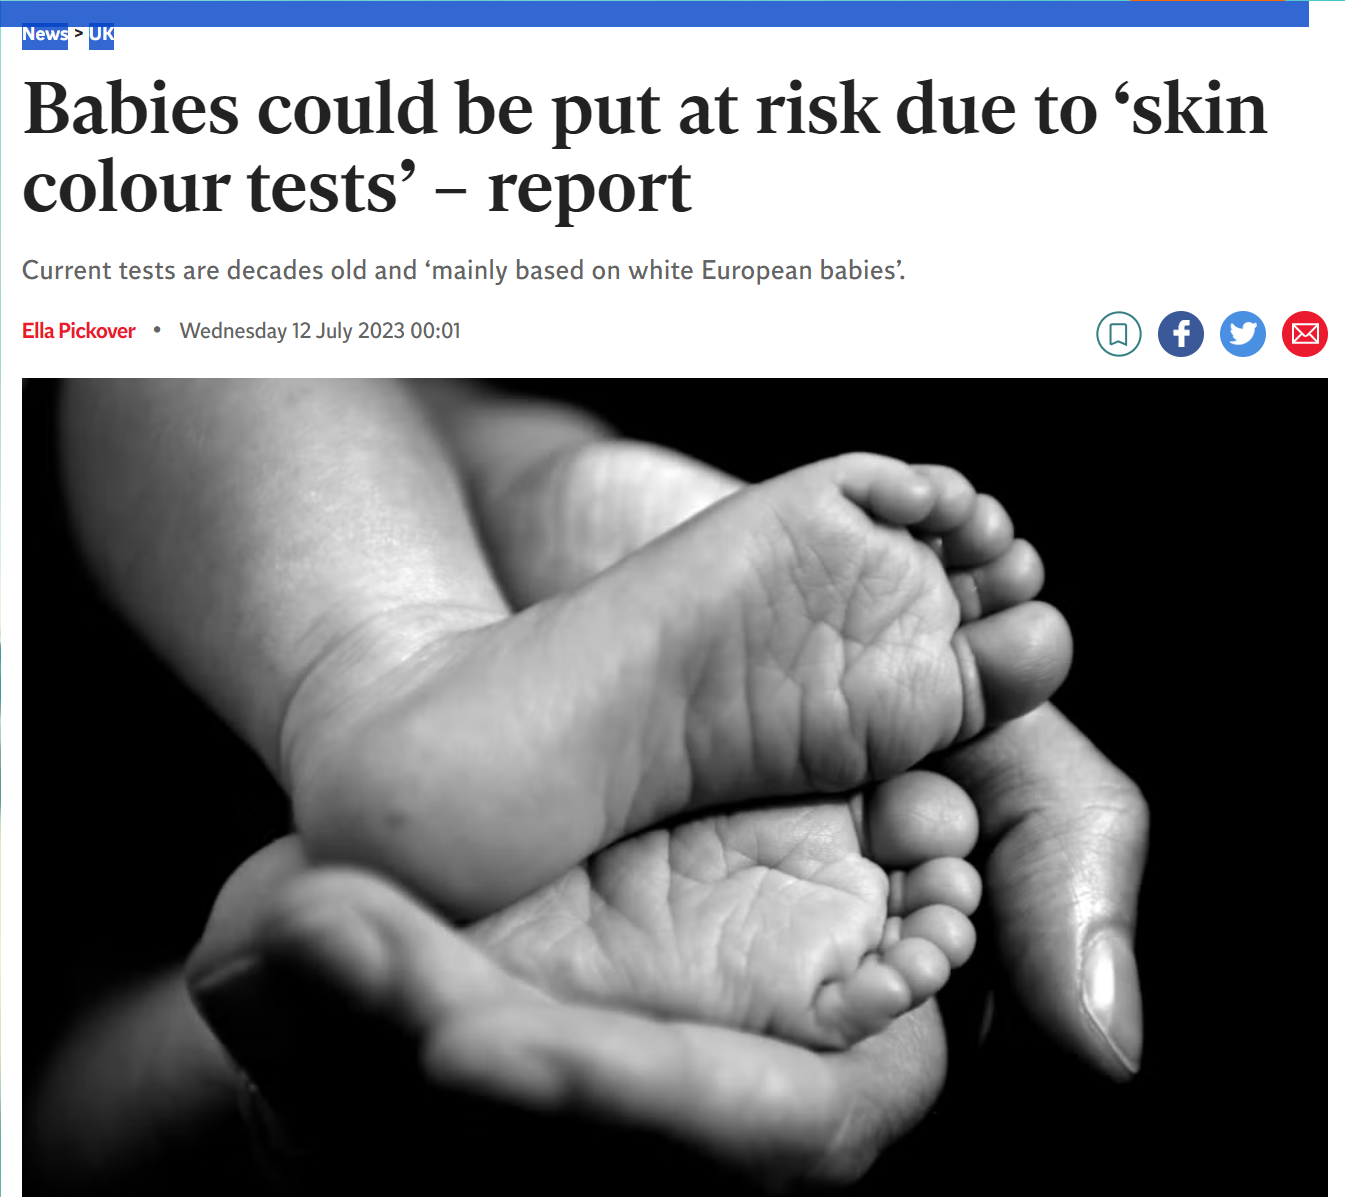 News > UK
Babies could be put at risk due to ‘skin
colour tests’ – report
Current tests are decades old and ‘mainly based on white European babies’.
Ella Pickover • Wednesday 12 July 2023 00:01